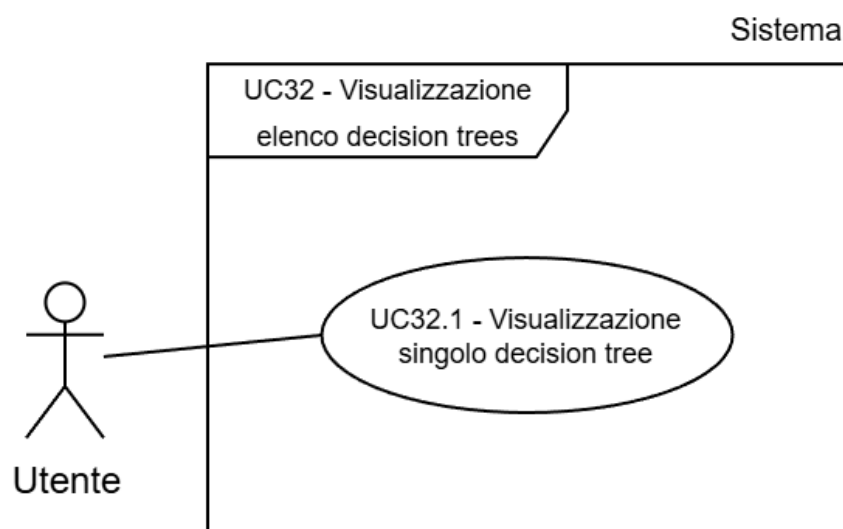 Sistema
UC32 - Visualizzazione
elenco decision trees
UC32.1 - Visualizzazione
singolo decision tree
Utente